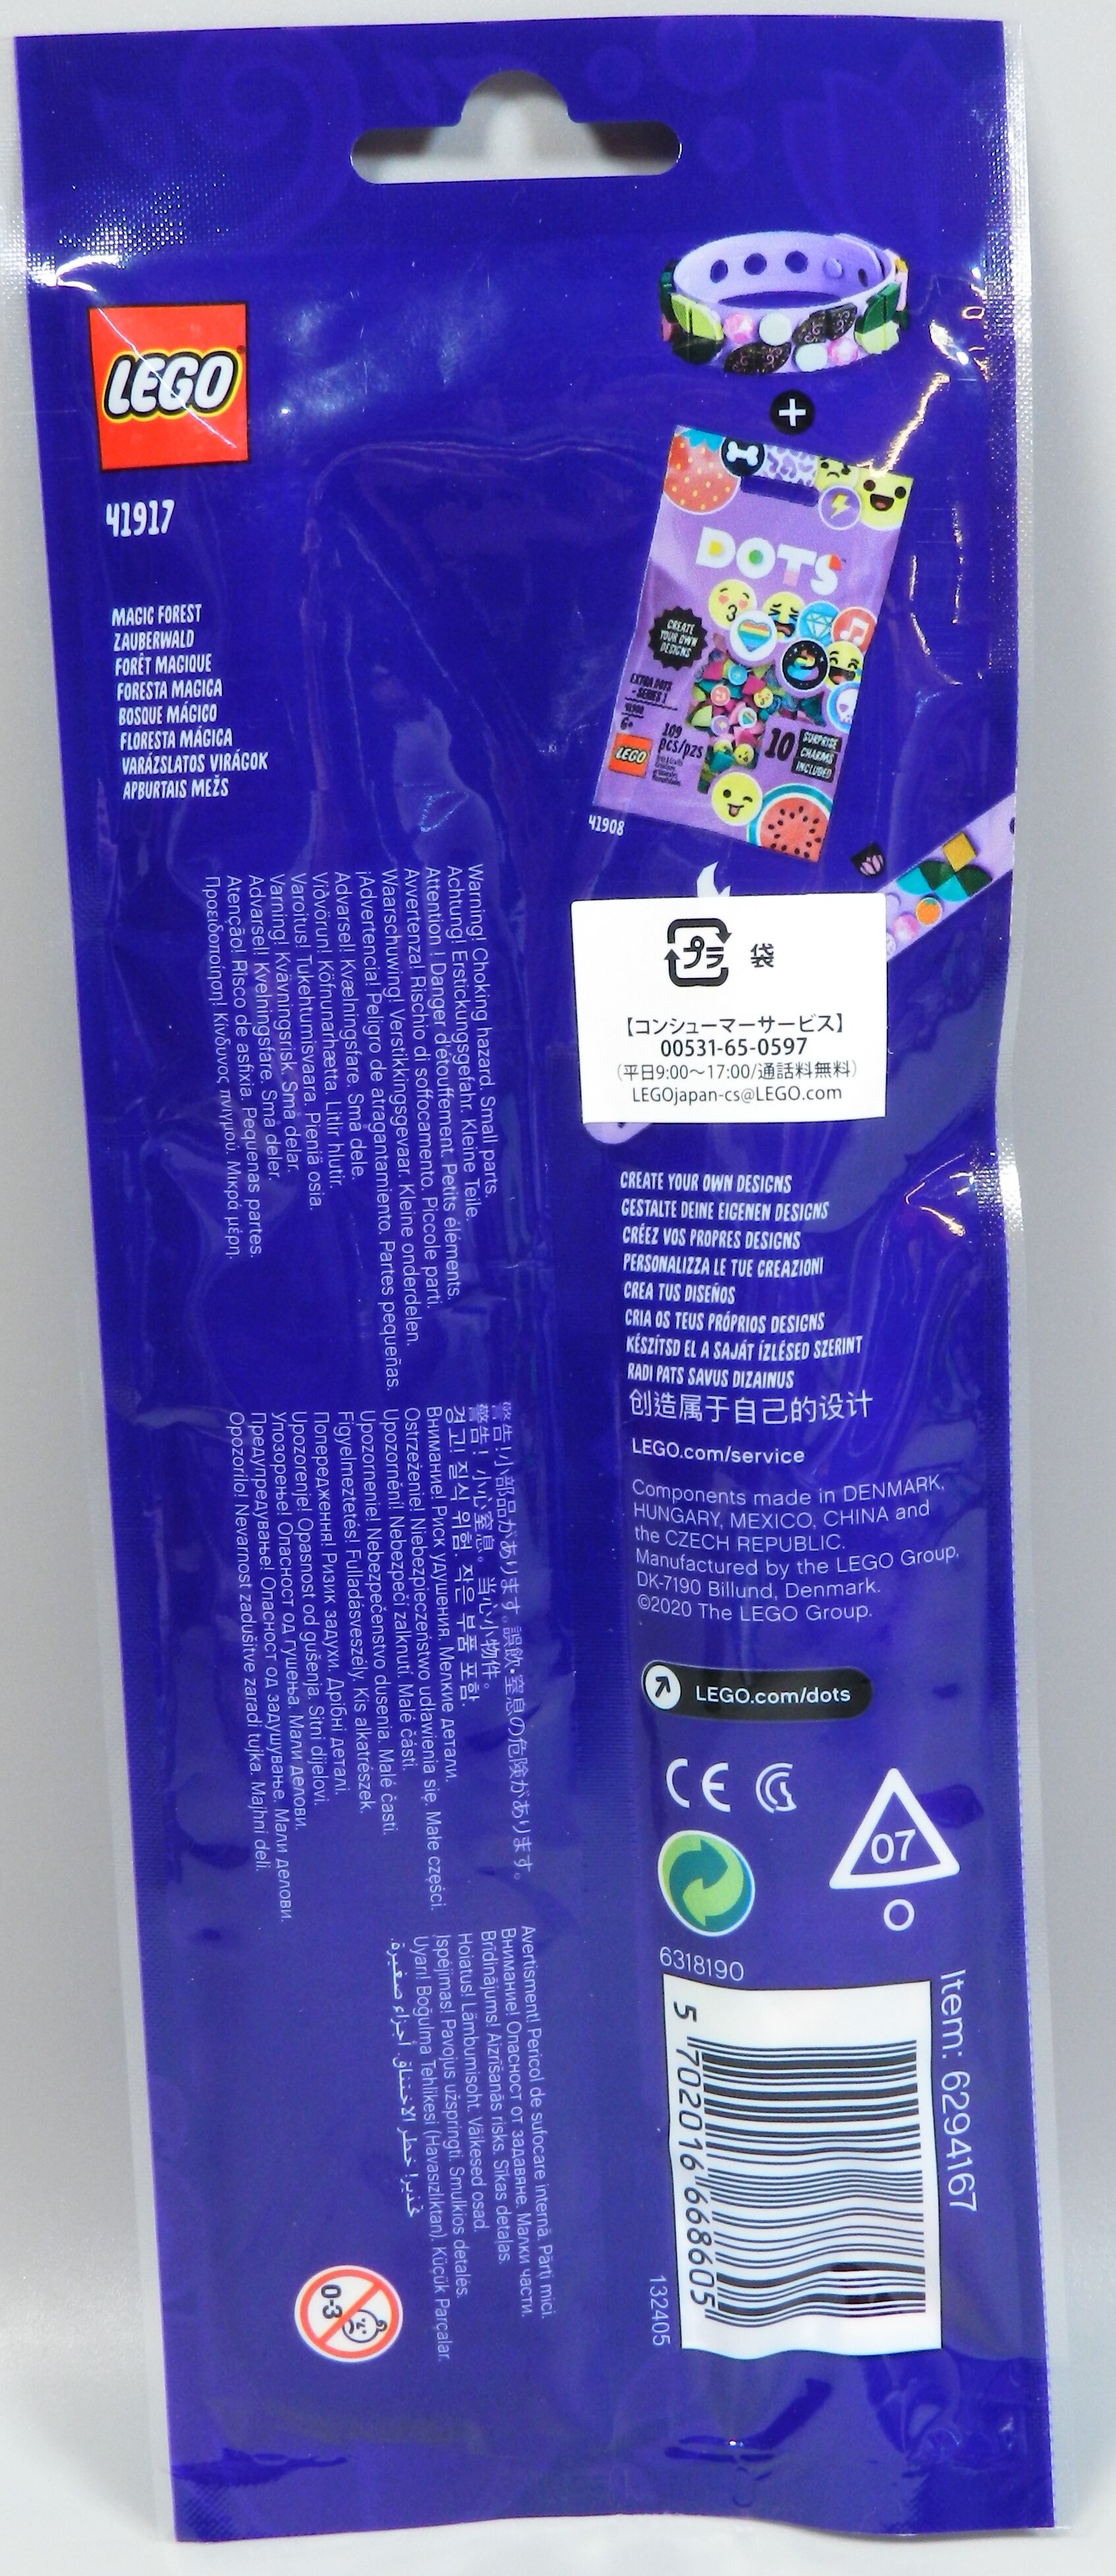 LEGO
41917
MAGIC FOREST
ZAUBERWALD
FORÊT MAGIQUE
FORESTA MAGICA
BOSQUE MÁGICO
FLORESTA MÁGICA
VARÁZSLATOS VIRÁGOK
APBURTAIS MEŽS
+
DOTS
CREATE
YOUR OWN
DESIGNS
EXTRA DOTS
- SERIES 1
41908
6+
LEGO
109
pcs/pzs
10
SURPRISE
CHARMS
INCLUDED
41908
プラ 袋
【コンシューマーサービス】
00531-65-0597
(平日9:00～17:00/通話料無料)
LEGOjapan-cs@LEGO.com
Warning! Choking hazard. Small parts.
Achtung! Erstickungsgefahr. Kleine Teile.
Attention ! Danger d'étouffement. Petits éléments.
Avvertenza! Rischio di soffocamento. Piccole parti.
Waarschuwing! Verstikkingsgevaar. Kleine onderdelen.
¡Advertencia! Peligro de atragantamiento. Partes pequeñas.
Advarsel! Kvælningsfare. Små dele.
Viðvörun! Köfnunarhætta. Litlir hlutir.
Varoitus! Tukehtumisvaara. Pieniä osia.
Varning! Kvävningsrisk. Små delar.
Advarsel! Kvelningsfare. Små deler.
Atenção! Risco de asfixia. Pequenas partes.
Προειδοποίηση! Κίνδυνος πνιγμού. Μικρά μέρη.
警告!小部品があります。誤飲・窒息の危険があります。
警告! 小心窒息。当心小物件。
경고! 질식 위험. 작은 부품 포함.
Внимание! Риск удушения. Мелкие детали.
Ostrzeżenie! Niebezpieczeństwo udławienia się. Małe części.
Upozornění! Nebezpečí zalknutí. Malé části.
Upozornenie! Nebezpečenstvo dusenia. Malé časti.
Figyelmeztetés! Fulladásveszély. Kis alkatrészek.
Попередження! Ризик задухи. Дрібні деталі.
Upozorenje! Opasnost od gušenja. Sitni dijelovi.
Упозорење! Опасност од гушења. Мали делови.
Предупредување! Опасност од задушување. Мали делови.
Opozorilo! Nevarnost zadušitve zaradi tujka. Majhni deli.
Avertisment! Pericol de sufocare internă. Părți mici.
Внимание! Опасност от задавяне. Малки части.
Brīdinājums! Aizrīšanās risks. Sīkas detaļas.
Hoiatus! Lämbumisoht. Väikesed osad.
Įspėjimas! Pavojus užspringti. Smulkios detalės.
Uyarı! Boğulma Tehlikesi (Havasızlıktan). Küçük Parçalar.
تحذير! خطر الاختناق. أجزاء صغيرة.
0-3
CREATE YOUR OWN DESIGNS
GESTALTE DEINE EIGENEN DESIGNS
CRÉEZ VOS PROPRES DESIGNS
PERSONALIZZA LE TUE CREAZIONI
CREA TUS DISEÑOS
CRIA OS TEUS PRÓPRIOS DESIGNS
KÉSZÍTSD EL A SAJÁT ÍZLÉSED SZERINT
RADI PATS SAVUS DIZAINUS
创造属于自己的设计
LEGO.com/service
Components made in DENMARK,
HUNGARY, MEXICO, CHINA and
the CZECH REPUBLIC.
Manufactured by the LEGO Group,
DK-7190 Billund, Denmark.
©2020 The LEGO Group.
LEGO.com/dots
CE
07
O
6318190
Item: 6294167
5 702016 668605
132405